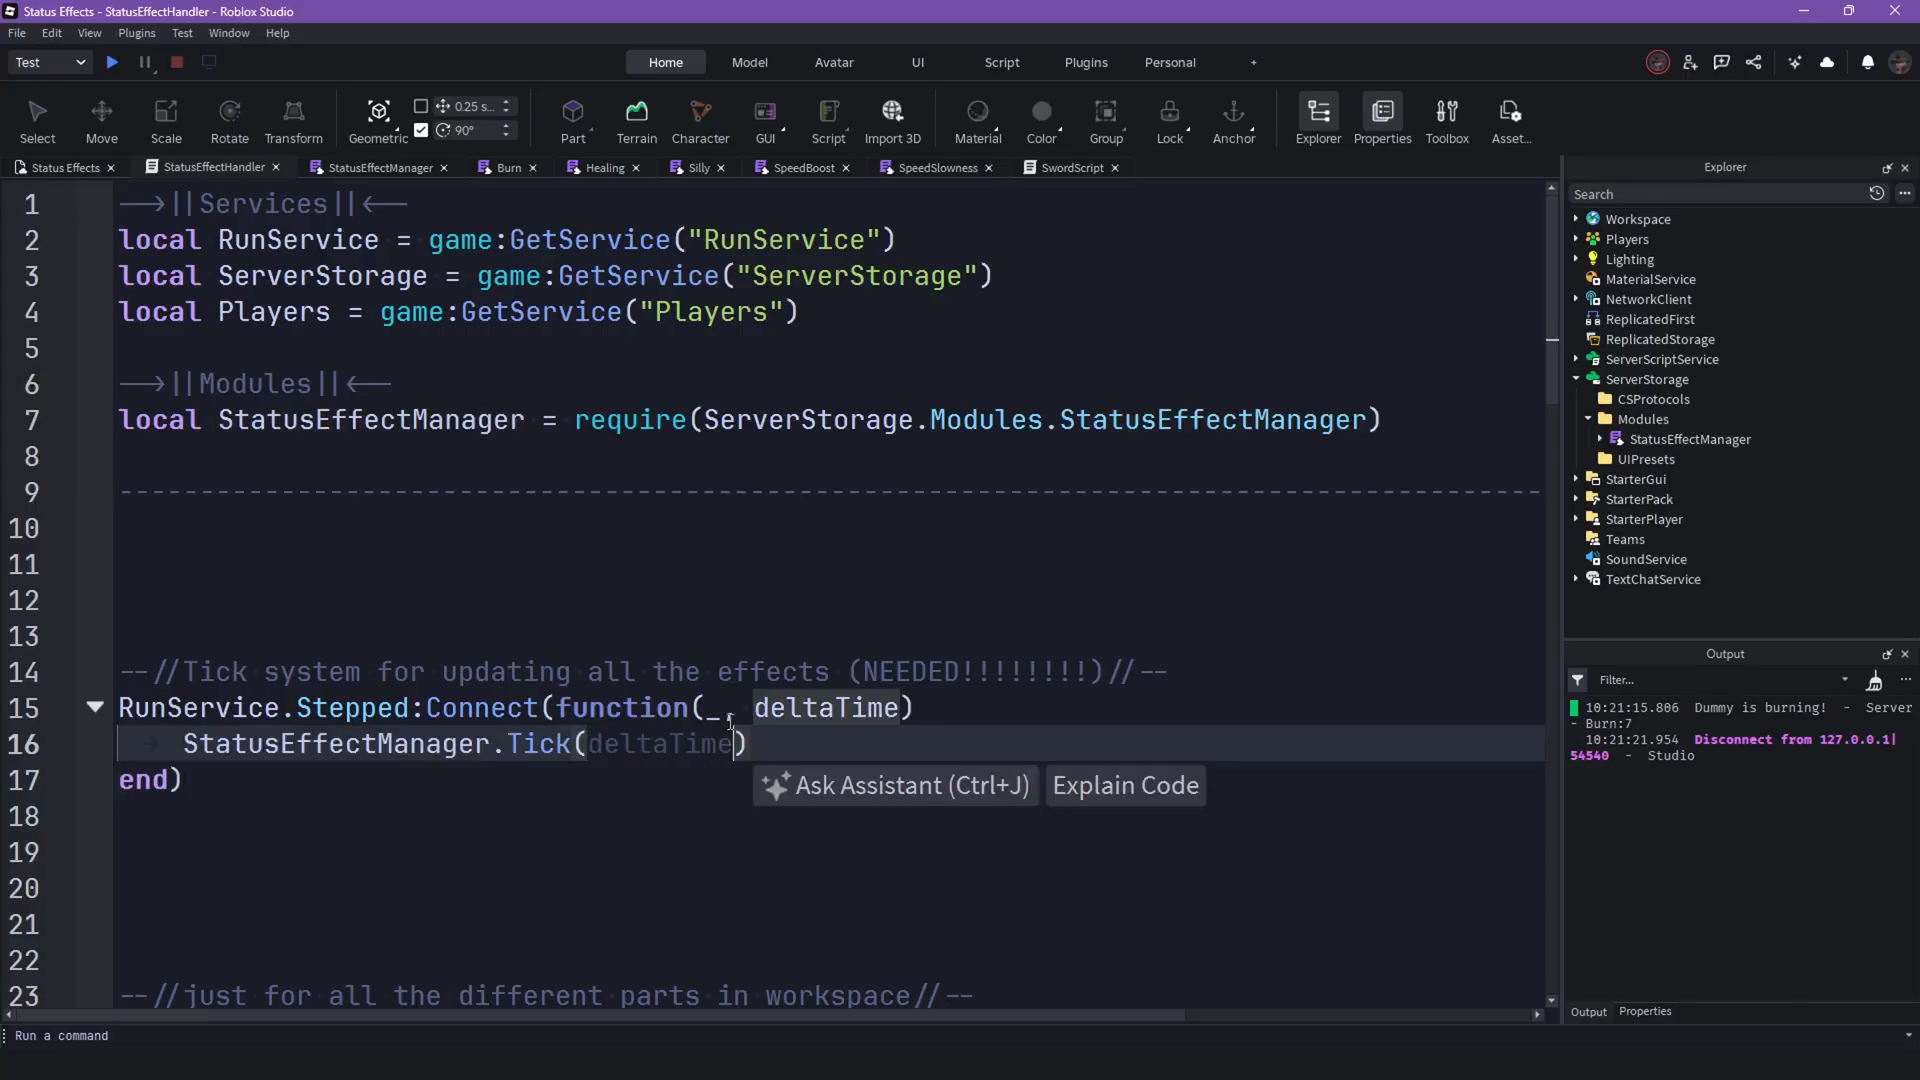 Status Effects - StatusEffectHandler - Roblox Studio
File Edit View Plugins Test Window Help
Test Home Model Avatar UI Script Plugins Personal +
0.25 s...
90°
Select Move Scale Rotate Transform Geometric Part Terrain Character GUI Script Import 3D Material Color Group Lock Anchor Explorer Properties Toolbox Asset...
Status Effects StatusEffectHandler StatusEffectManager Burn Healing Silly SpeedBoost SpeedSlowness SwordScript
1 -->||Services||<--
2 local RunService = game:GetService("RunService")
3 local ServerStorage = game:GetService("ServerStorage")
4 local Players = game:GetService("Players")
5
6 -->||Modules||<--
7 local StatusEffectManager = require(ServerStorage.Modules.StatusEffectManager)
8
9 ----------------------------------------------------------------------------------------
10
11
12
13
14 --//Tick system for updating all the effects (NEEDED!!!!!!!!)//--
15 RunService.Stepped:Connect(function(_, deltaTime)
16 StatusEffectManager.Tick(deltaTime)
17 end)
Ask Assistant (Ctrl+J) Explain Code
18
19
20
21
22
23 --//just for all the different parts in workspace//--
Explorer
Search
Workspace
Players
Lighting
MaterialService
NetworkClient
ReplicatedFirst
ReplicatedStorage
ServerScriptService
ServerStorage
CSProtocols
Modules
StatusEffectManager
UIPresets
StarterGui
StarterPack
StarterPlayer
Teams
SoundService
TextChatService
Output
Filter...
10:21:15.806 Dummy is burning! - Server
- Burn:7
10:21:21.954 Disconnect from 127.0.0.1|
54540 - Studio
Output Properties
Run a command